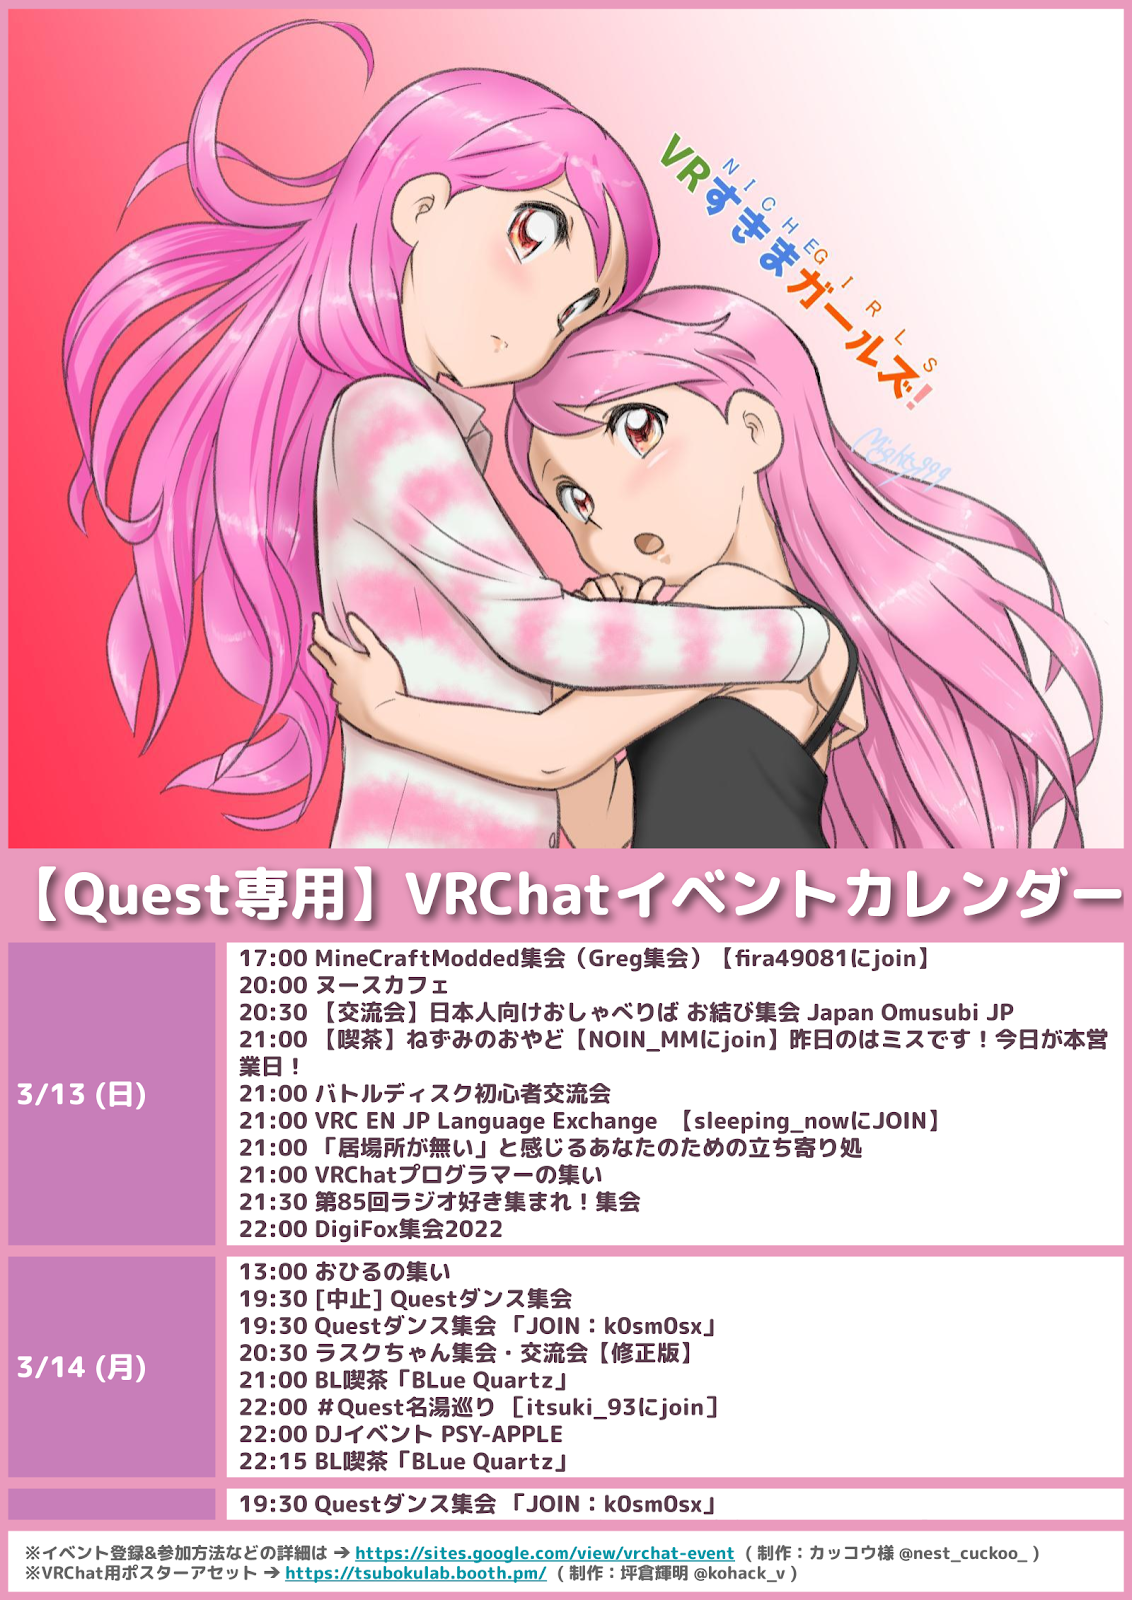 NICHE GIRLS
VRすきまガールズ!
Mighty999
【Quest専用】VRChatイベントカレンダー
3/13 (日)
17:00 MineCraftModded集会（Greg集会）【fira49081にjoin】
20:00 ヌースカフェ
20:30 【交流会】日本人向けおしゃべりば お結び集会 Japan Omusubi JP
21:00 【喫茶】ねずみのおやど【NOIN_MMにjoin】昨日のはミスです！今日が本営
業日！
21:00 バトルディスク初心者交流会
21:00 VRC EN JP Language Exchange 【sleeping_nowにJOIN】
21:00 「居場所が無い」と感じるあなたのための立ち寄り処
21:00 VRChatプログラマーの集い
21:30 第85回ラジオ好き集まれ！集会
22:00 DigiFox集会2022
3/14 (月)
13:00 おひるの集い
19:30 [中止] Questダンス集会
19:30 Questダンス集会 「JOIN：k0sm0sx」
20:30 ラスクちゃん集会・交流会【修正版】
21:00 BL喫茶「BLue Quartz」
22:00 ＃Quest名湯巡り ［itsuki_93にjoin］
22:00 DJイベント PSY-APPLE
22:15 BL喫茶「BLue Quartz」
19:30 Questダンス集会 「JOIN：k0sm0sx」
※イベント登録&参加方法などの詳細は → https://sites.google.com/view/vrchat-event （制作：カッコウ様 @nest_cuckoo_ ）
※VRChat用ポスターアセット → https://tsubokulab.booth.pm/ （制作：坪倉輝明 @kohack_v ）